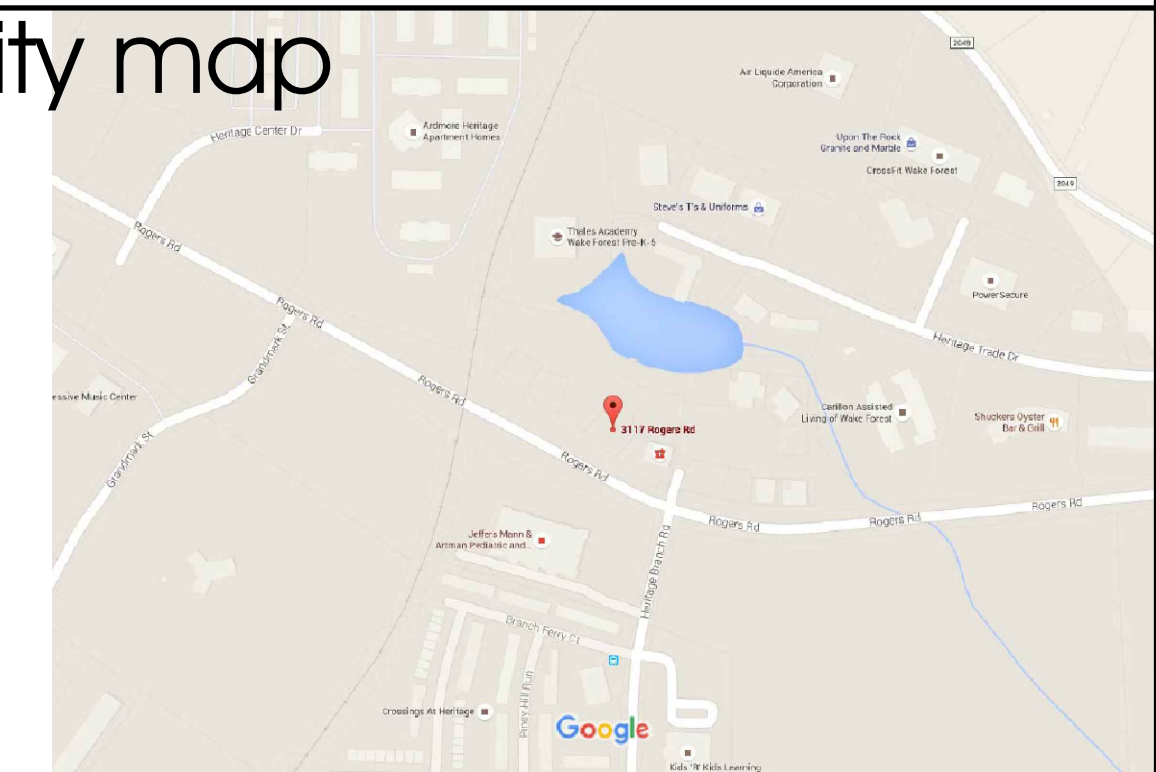 ity map
2049
Air Liquide America
Corporation
Heritage Center Dr
Ardmore Heritage
Apartment Homes
Upon The Rock
Granite and Marble
CrossFit Wake Forest
2049
Steve's T's & Uniforms
Rogers Rd
Thales Academy
Wake Forest Pre-K-5
PowerSecure
Rogers Rd
Grandmark St
Heritage Trade Dr
Rogers Rd
essive Music Center
Carillon Assisted
Living of Wake Forest
Shuckers Oyster
Bar & Grill
3117 Rogers Rd
Grandmark St
Rogers Rd
Rogers Rd
Rogers Rd
Rogers Rd
Jeffers Mann &
Artman Pediatric and...
Heritage Branch Rd
Branch Ferry Ct
Piney Hill Run
Crossings At Heritage
Google
Kids 'R' Kids Learning